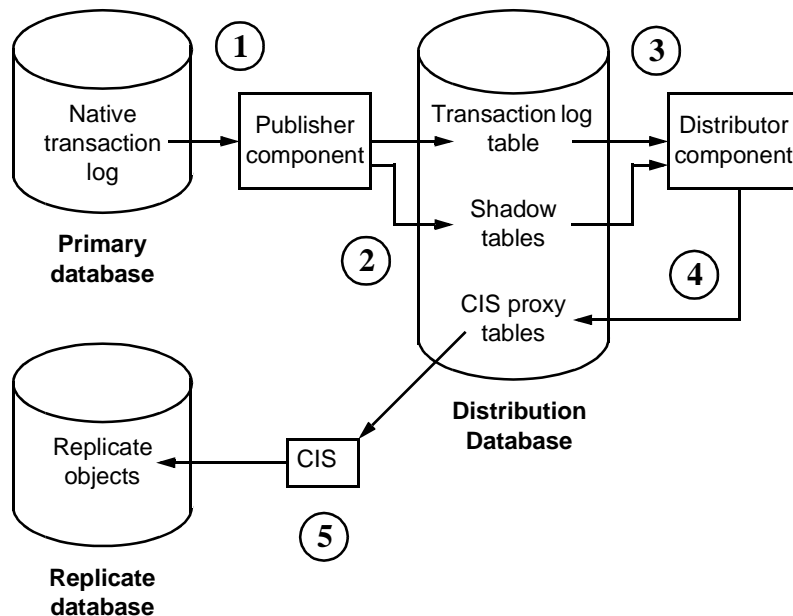 1
3
Native
transaction
log
Publisher
component
Transaction log
table
Distributor
component
Shadow
tables
Primary
database
2
4
CIS proxy
tables
Distribution
Database
Replicate
objects
CIS
5
Replicate
database